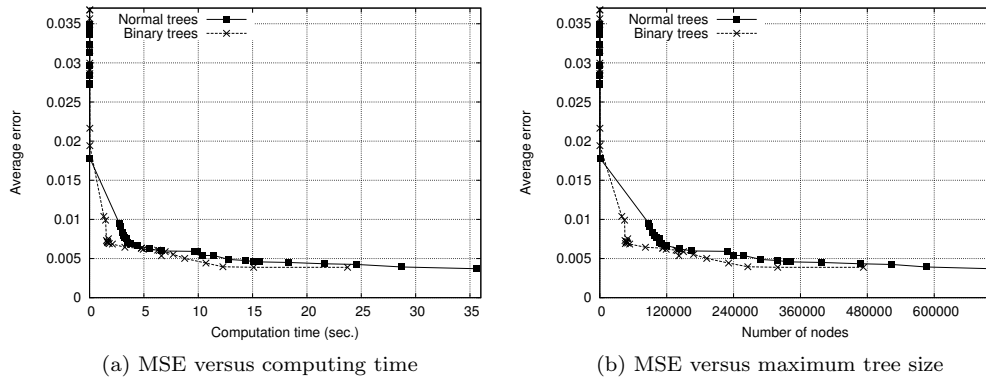 0.035
0.03
0.025
0.02
0.015
0.01
0.005
0
Average error
Normal trees
Binary trees
0 5 10 15 20 25 30 35
Computation time (sec.)
(a) MSE versus computing time
0.035
0.03
0.025
0.02
0.015
0.01
0.005
0
Average error
Normal trees
Binary trees
0 120000 240000 360000 480000 600000
Number of nodes
(b) MSE versus maximum tree size